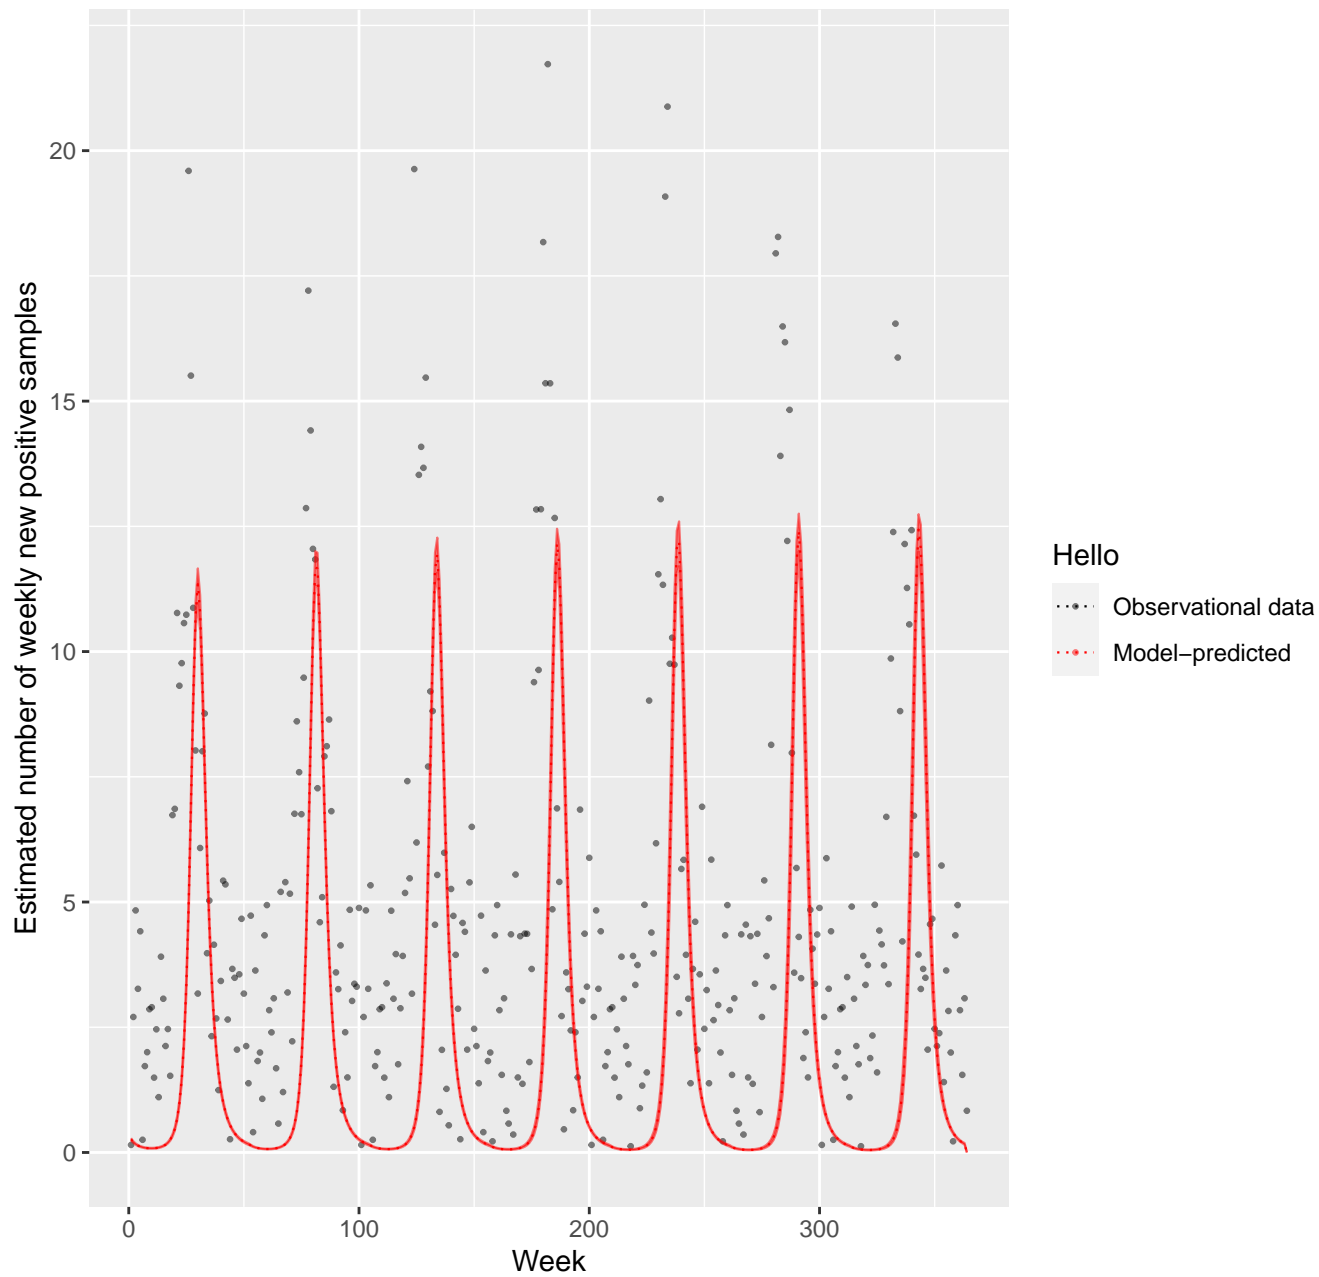 Estimated number of weekly new positive samples
20
15
10
5
0
0 100 200 300
Week
Hello
Observational data
Model−predicted